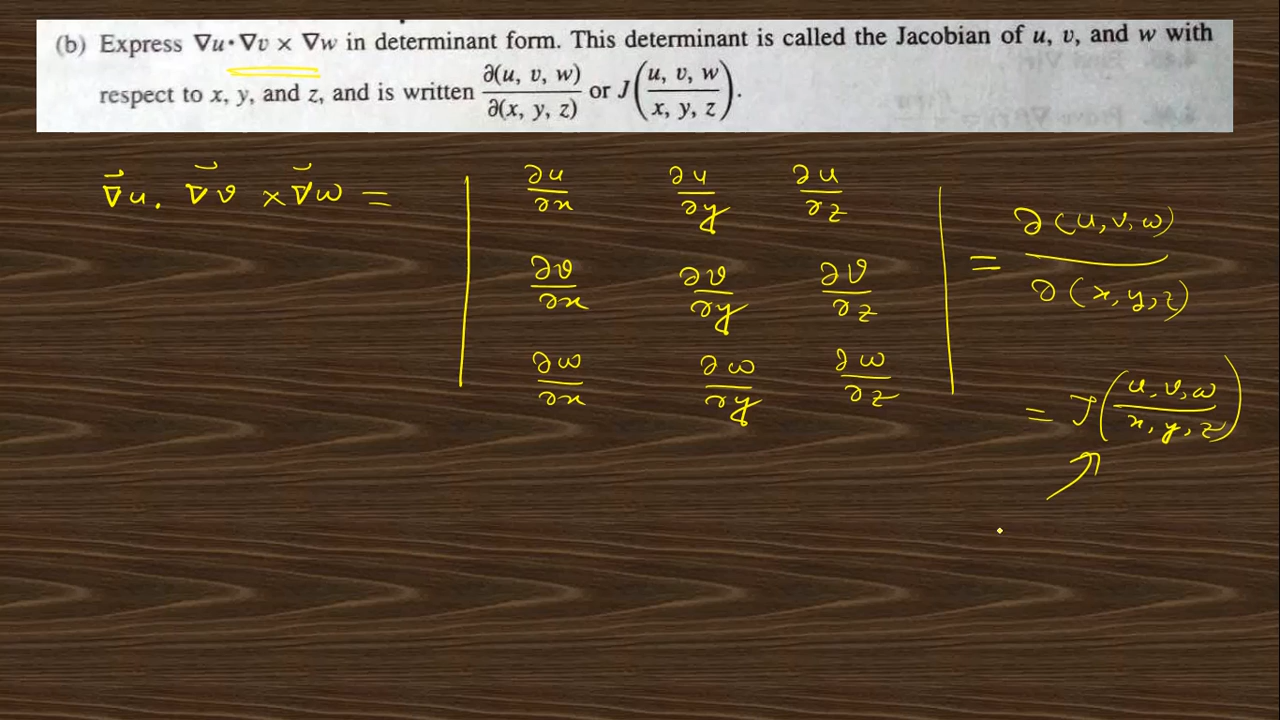 (b) Express ∇u·∇v × ∇w in determinant form. This determinant is called the Jacobian of u, v, and w with
respect to x, y, and z, and is written ∂(u, v, w)/∂(x, y, z) or J(u, v, w / x, y, z).
∇⃗u. ∇⃗v × ∇⃗w = | ∂u/∂x ∂u/∂y ∂u/∂z | = ∂(u,v,w)/∂(x,y,z)
∂v/∂x ∂v/∂y ∂v/∂z
∂w/∂x ∂w/∂y ∂w/∂z
= J(u,v,w / x,y,z)